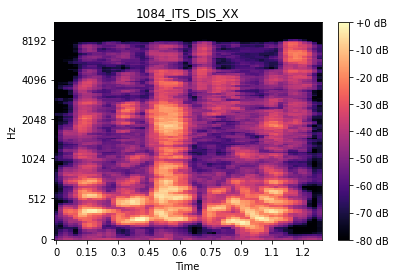 1084_ITS_DIS_XX
Hz
8192
4096
2048
1024
512
0
0 0.15 0.3 0.45 0.6 0.75 0.9 1.1 1.2
Time
+0 dB
-10 dB
-20 dB
-30 dB
-40 dB
-50 dB
-60 dB
-70 dB
-80 dB